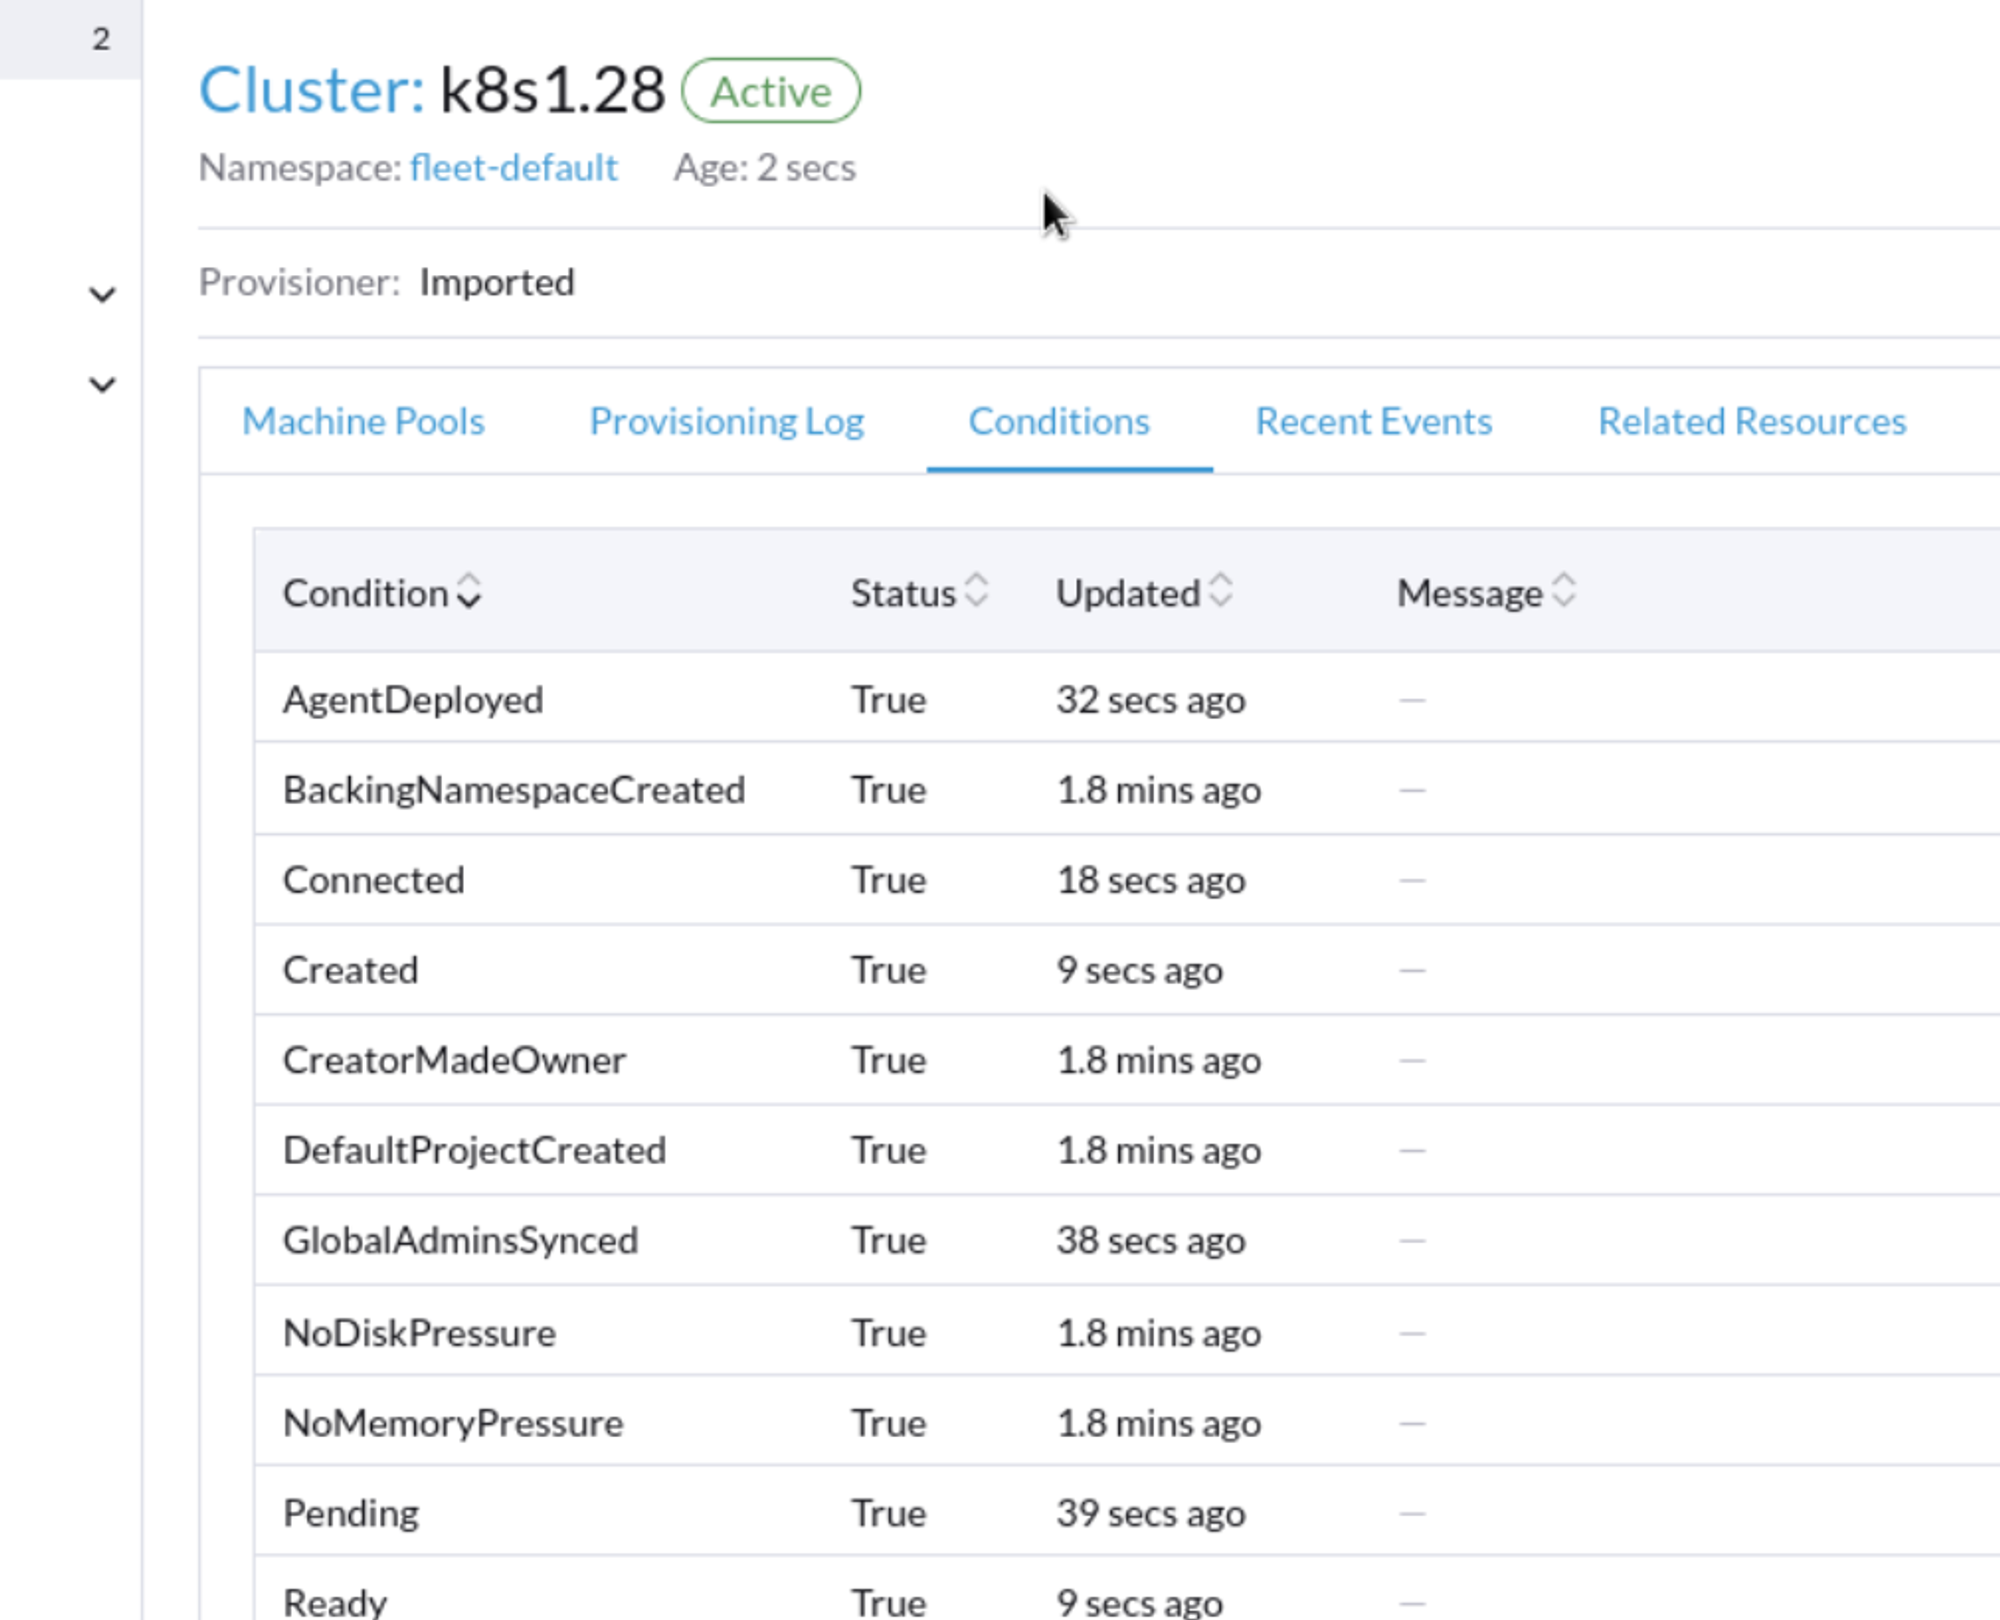 2
Cluster: k8s1.28 Active
Namespace: fleet-default Age: 2 secs
Provisioner: Imported
Machine Pools Provisioning Log Conditions Recent Events Related Resources
Condition Status Updated Message
AgentDeployed True 32 secs ago —
BackingNamespaceCreated True 1.8 mins ago —
Connected True 18 secs ago —
Created True 9 secs ago —
CreatorMadeOwner True 1.8 mins ago —
DefaultProjectCreated True 1.8 mins ago —
GlobalAdminsSynced True 38 secs ago —
NoDiskPressure True 1.8 mins ago —
NoMemoryPressure True 1.8 mins ago —
Pending True 39 secs ago —
Ready True 9 secs ago —